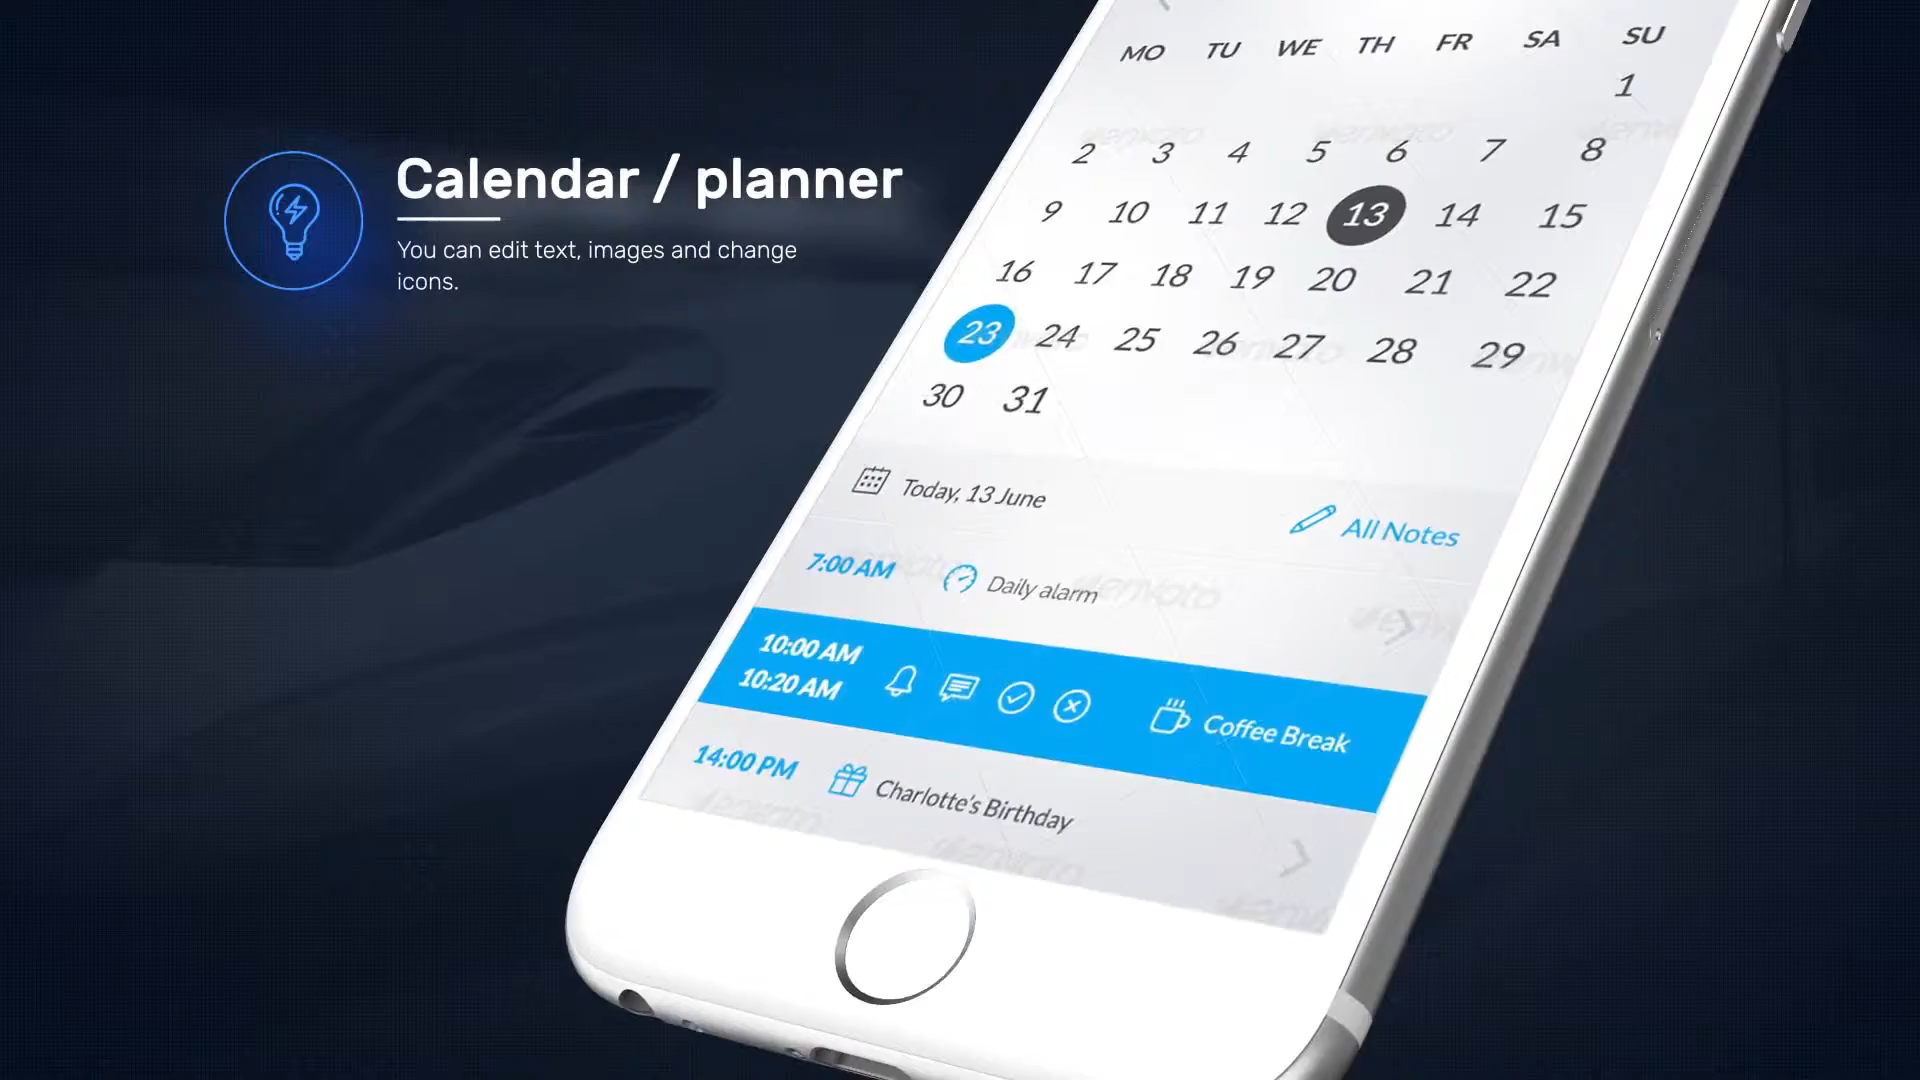 Calendar / planner
You can edit text, images and change
icons.
MO TU WE TH FR SA SU
1
2 3 4 5 6 7 8
9 10 11 12 13 14 15
16 17 18 19 20 21 22
23 24 25 26 27 28 29
30 31
Today, 13 June
All Notes
7:00 AM Daily alarm
10:00 AM
10:20 AM
Coffee Break
14:00 PM Charlotte's Birthday
envato
envato
envato